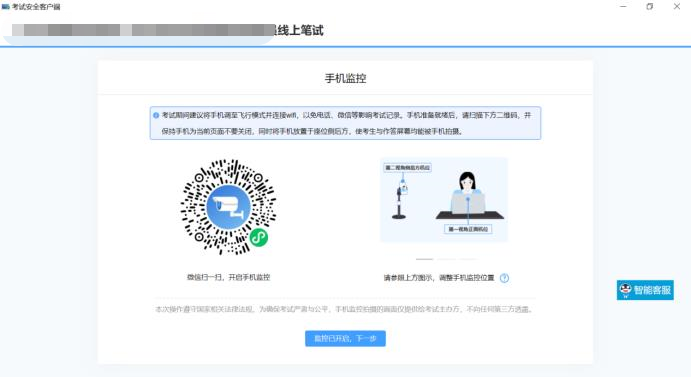 考试安全客户端
线上笔试
手机监控
考试期间建议将手机调至飞行模式并连接wifi，以免电话、微信等影响考试记录。手机准备就绪后，请扫描下方二维码，并
保持手机为当前页面不要关闭，同时将手机放置于座位侧后方，使考生与作答屏幕均能被手机拍摄。
第二视角侧后方机位
第一视角正面机位
微信扫一扫，开启手机监控
请参照上方图示，调整手机监控位置
智能客服
本次操作遵守国家相关法律法规，为确保考试严肃与公平，手机监控拍摄的画面仅提供给考试主办方，不向任何第三方透露。
监控已开启，下一步